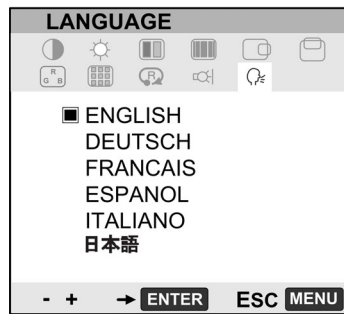 LANGUAGE
R
G B
R
ENGLISH
DEUTSCH
FRANCAIS
ESPANOL
ITALIANO
日本語
- + → ENTER ESC MENU